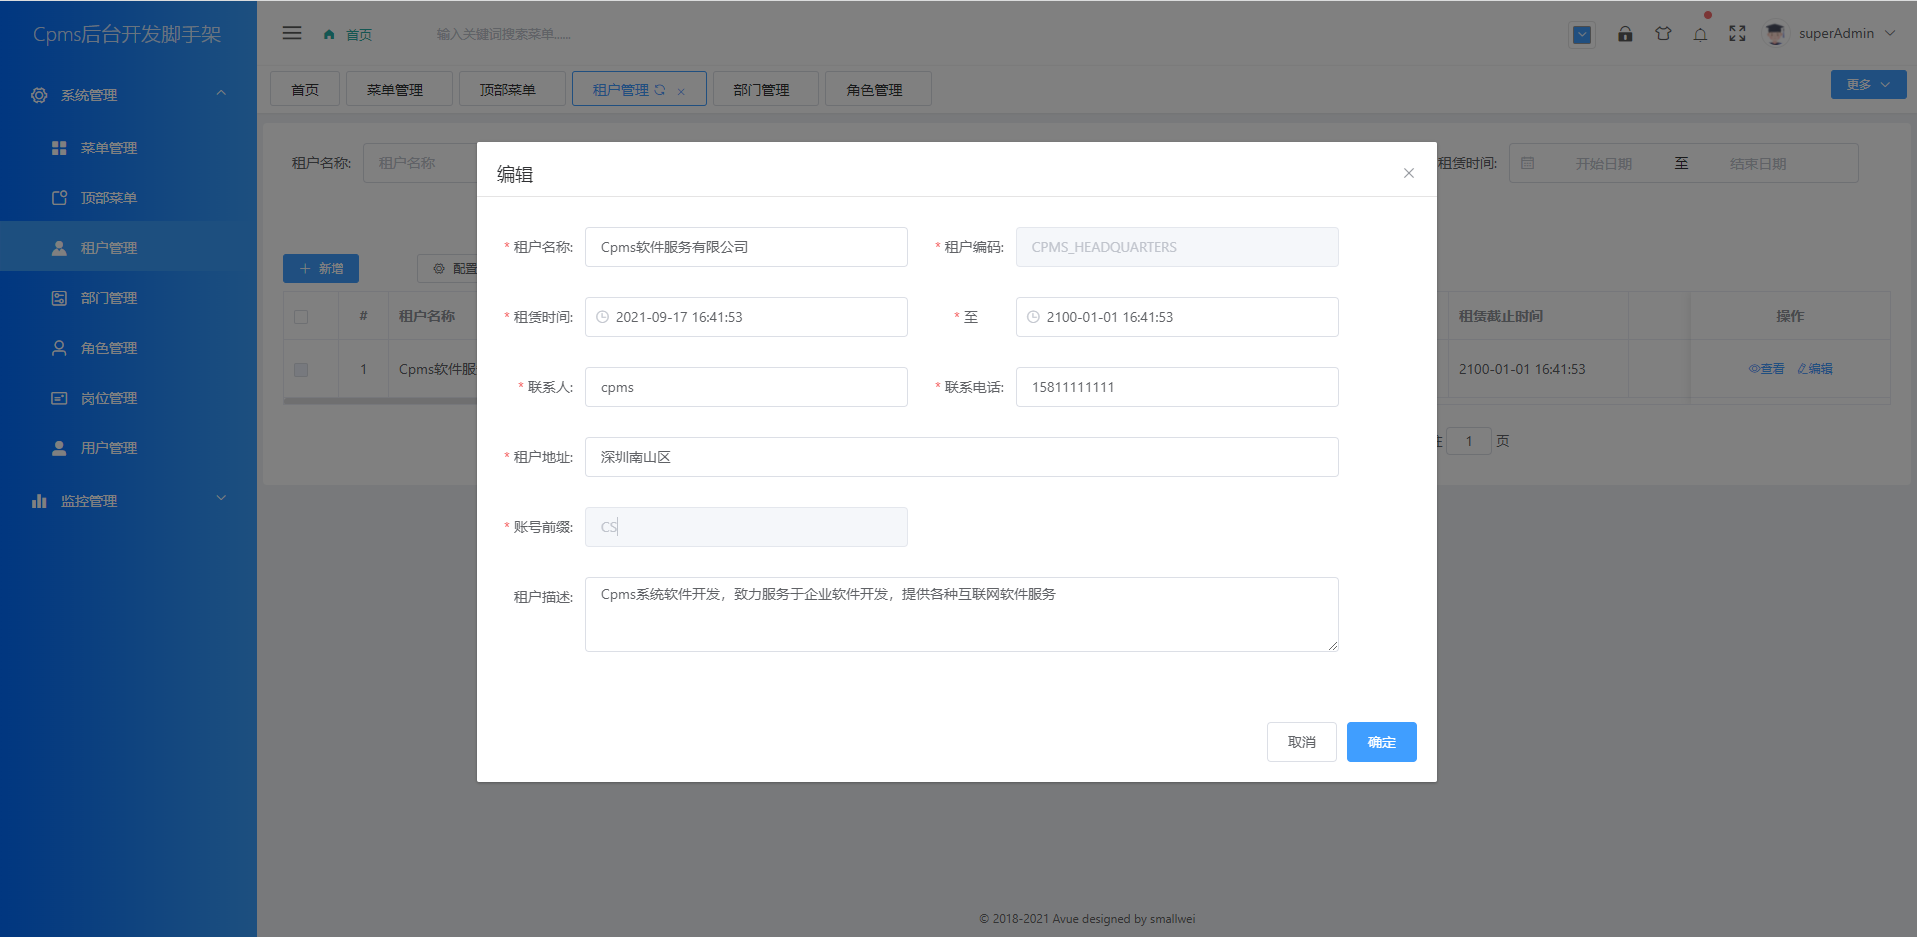 Cpms后台开发脚手架
首页
输入关键词搜索菜单......
superAdmin
系统管理
菜单管理
顶部菜单
租户管理
部门管理
角色管理
岗位管理
用户管理
监控管理
首页 菜单管理 顶部菜单 租户管理 部门管理 角色管理
更多
租户名称: 租户名称
租赁时间: 开始日期 至 结束日期
新增 配置
# 租户名称 租赁截止时间 操作
1 Cpms软件服 2100-01-01 16:41:53 查看 编辑
1 页
编辑
* 租户名称: Cpms软件服务有限公司 * 租户编码: CPMS_HEADQUARTERS
* 租赁时间: 2021-09-17 16:41:53 * 至 2100-01-01 16:41:53
* 联系人: cpms * 联系电话: 15811111111
* 租户地址: 深圳南山区
* 账号前缀: CS
租户描述: Cpms系统软件开发，致力服务于企业软件开发，提供各种互联网软件服务
取消 确定
© 2018-2021 Avue designed by smallwei